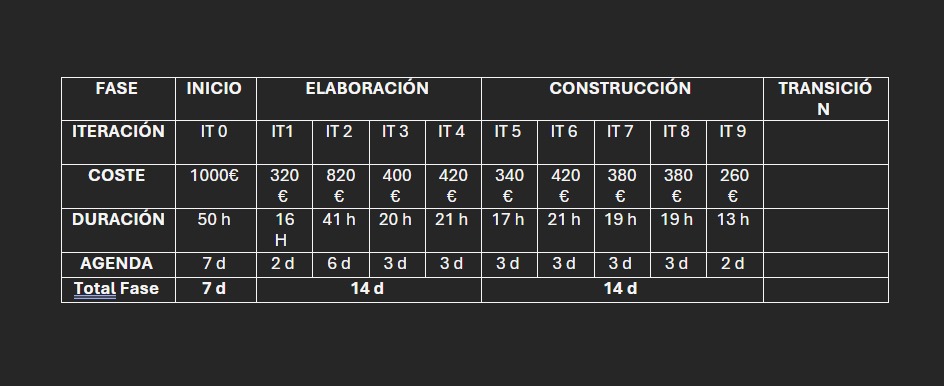 FASE INICIO ELABORACIÓN CONSTRUCCIÓN TRANSICIÓ
N
ITERACIÓN IT 0 IT1 IT 2 IT 3 IT 4 IT 5 IT 6 IT 7 IT 8 IT 9
COSTE 1000€ 320 820 400 420 340 420 380 380 260
€ € € € € € € € €
DURACIÓN 50 h 16 41 h 20 h 21 h 17 h 21 h 19 h 19 h 13 h
H
AGENDA 7 d 2 d 6 d 3 d 3 d 3 d 3 d 3 d 3 d 2 d
Total Fase 7 d 14 d 14 d